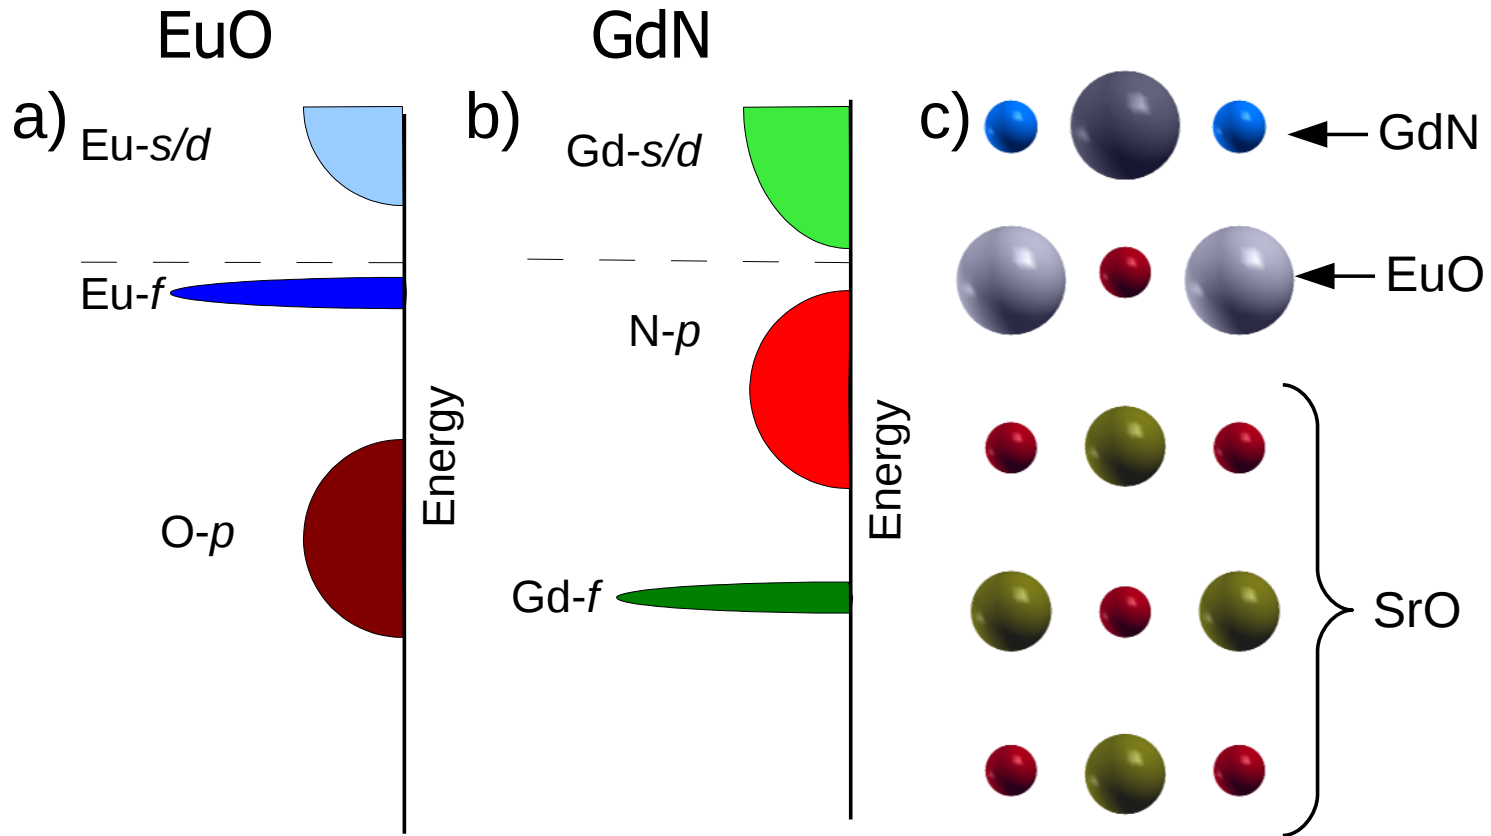 EuO
a)
Eu-s/d
Eu-f
O-p
Energy
GdN
b)
Gd-s/d
N-p
Gd-f
Energy
c)
GdN
EuO
SrO